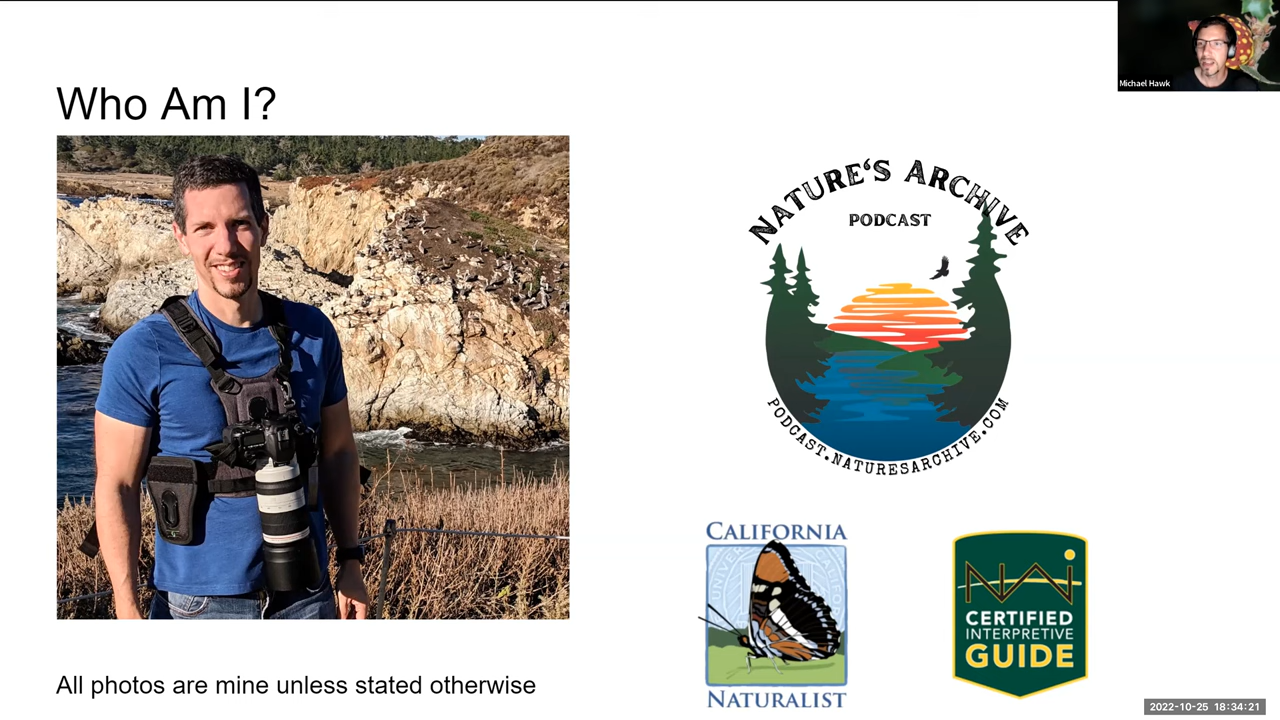 Michael Hawk
Who Am I?
NATURE'S ARCHIVE
PODCAST
PODCAST.NATURESARCHIVE.COM
CALIFORNIA
NATURALIST
NAI
CERTIFIED
INTERPRETIVE
GUIDE
All photos are mine unless stated otherwise
2022-10-25 18:34:21